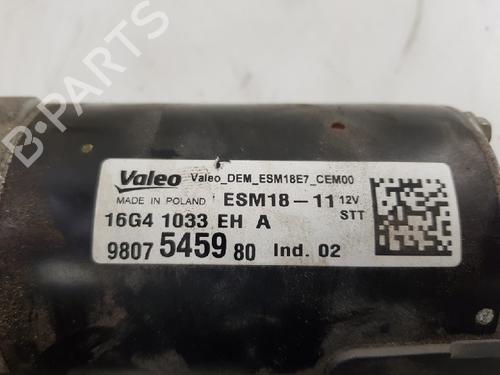 Valeo Valeo_DEM_ESM18E7_CEM00
MADE IN POLAND ESM18-11 12V
16G4 1033 EH A STT
9807 5459 80 Ind. 02
B-PARTS